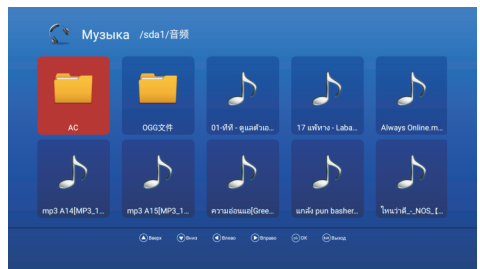 Музыка /sda1/音频
AC
OGG文件
01-ทีที - ดูแลตัวเอ...
17 แพ้ทาง - Laba...
Always Online.m...
mp3 A14[MP3_1...
mp3 A15[MP3_1...
ความอ่อนแอ[Gree...
แกล้ง pun basher...
ไหนว่าดี_-_NOS_[...
Вверх Вниз Влево Вправо OK Выход